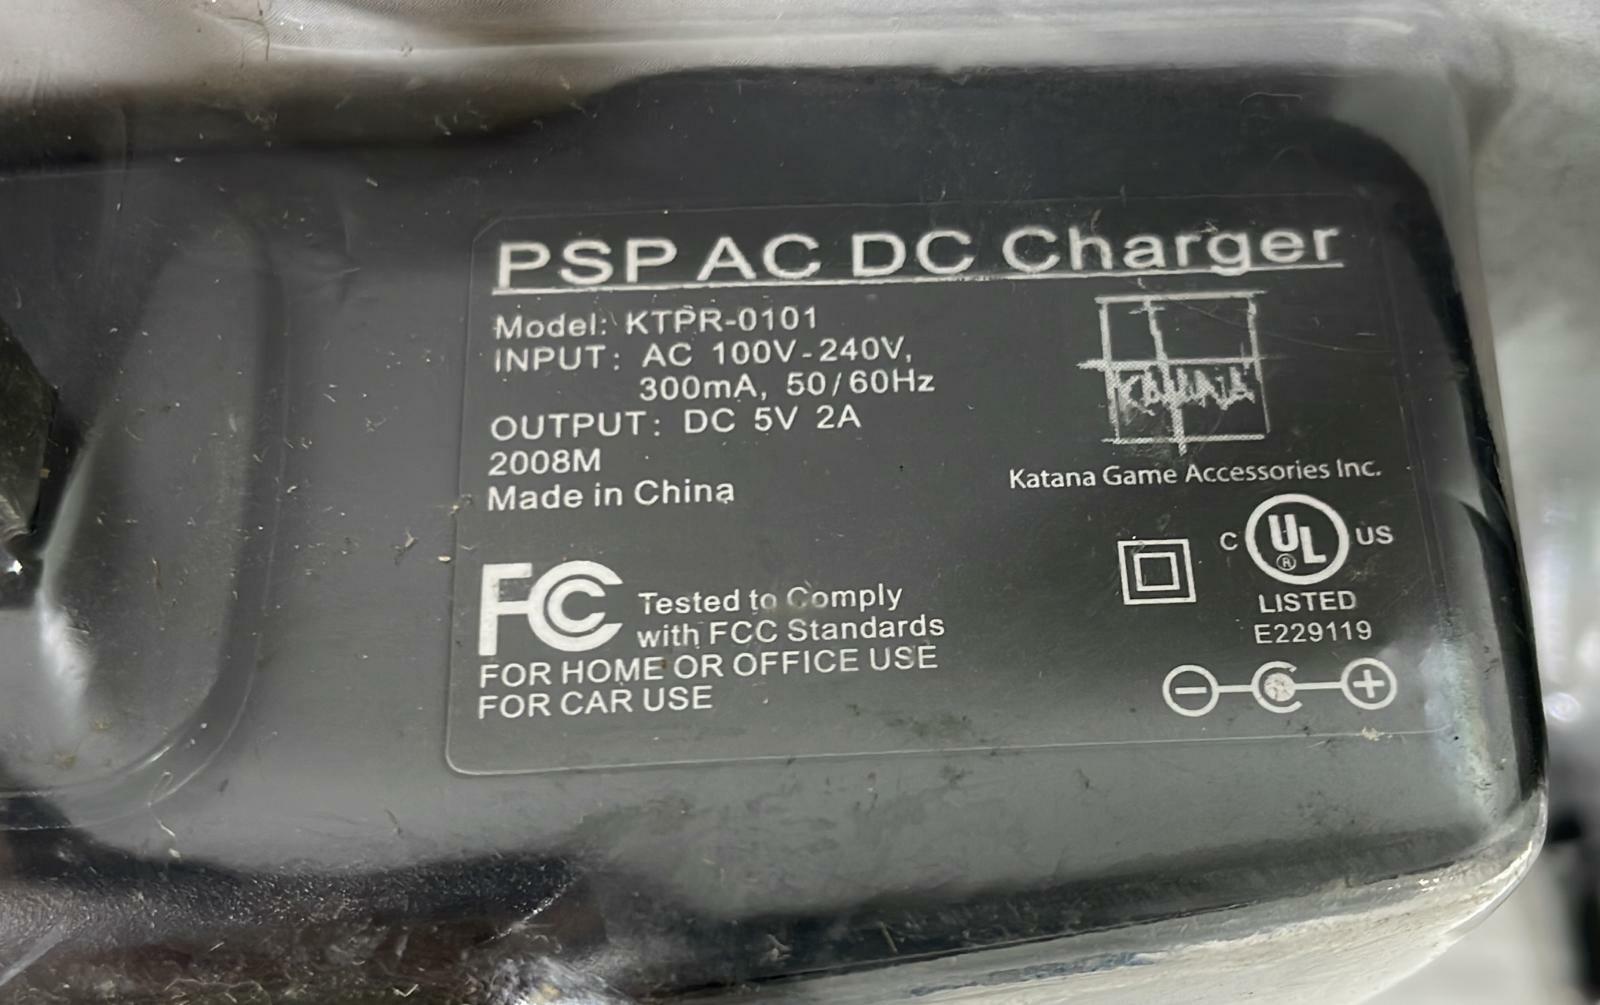 PSP AC DC Charger
Model: KTPR-0101
INPUT: AC 100V-240V,
300mA, 50/60Hz
OUTPUT: DC 5V 2A
2008M
Made in China
KATANA
Katana Game Accessories Inc.
FC Tested to Comply
with FCC Standards
FOR HOME OR OFFICE USE
FOR CAR USE
C UL® US
LISTED
E229119